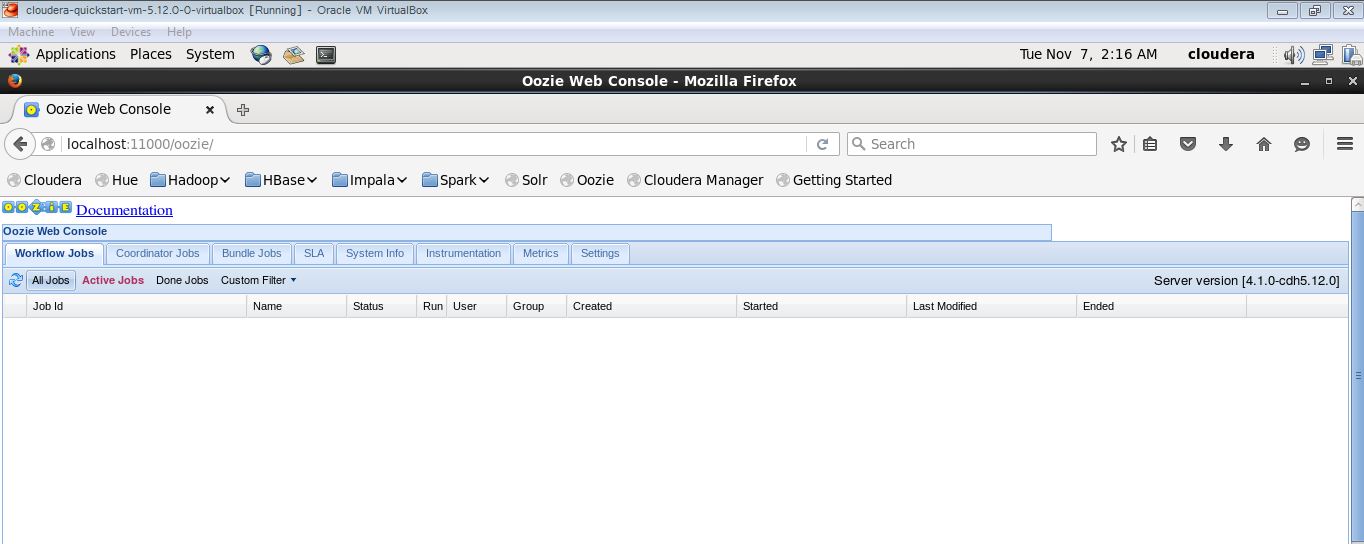 cloudera-quickstart-vm-5.12.0-0-virtualbox [Running] - Oracle VM VirtualBox
Machine View Devices Help
Applications Places System Tue Nov 7, 2:16 AM cloudera
Oozie Web Console - Mozilla Firefox
Oozie Web Console
localhost:11000/oozie/ Search
Cloudera Hue Hadoop HBase Impala Spark Solr Oozie Cloudera Manager Getting Started
OOZiE Documentation
Oozie Web Console
Workflow Jobs Coordinator Jobs Bundle Jobs SLA System Info Instrumentation Metrics Settings
All Jobs Active Jobs Done Jobs Custom Filter Server version [4.1.0-cdh5.12.0]
Job Id Name Status Run User Group Created Started Last Modified Ended